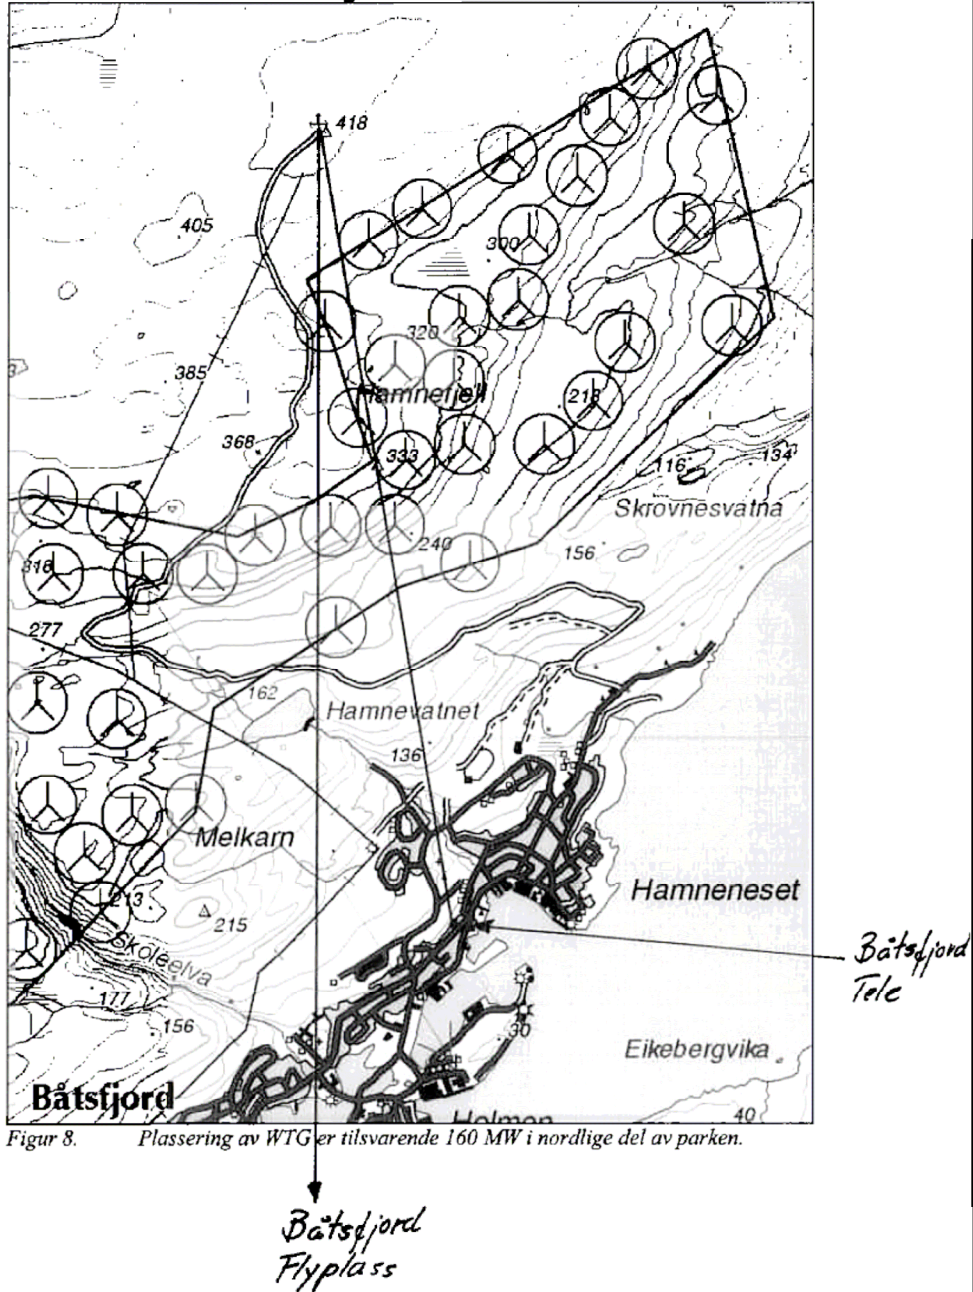 418
405
300
320
385
Hamnefjell
218
368
333
116
134
Skrovnesvatna
240
156
316
277
162
Hamnevatnet
136
Melkarn
Hamneneset
213
215
Skoleelva
Båtsfjord
Tele
177
156
30
Eikebergvika
Båtsfjord
Holmen
40
Figur 8. Plassering av WTG er tilsvarende 160 MW i nordlige del av parken.
Båtsfjord
Flyplass